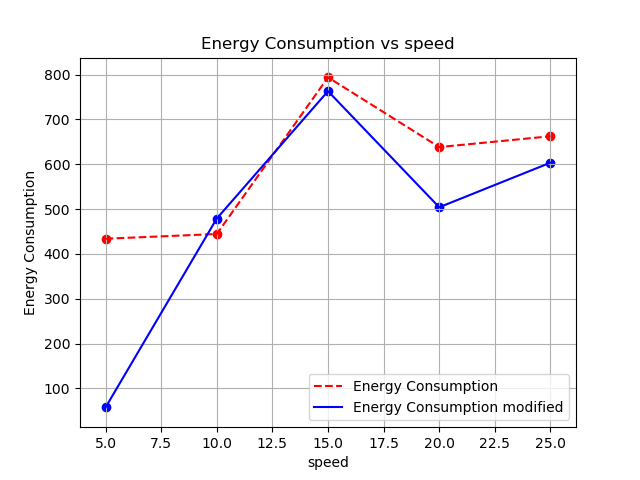 Energy Consumption vs speed
Energy Consumption
800
700
600
500
400
300
200
100
5.0 7.5 10.0 12.5 15.0 17.5 20.0 22.5 25.0
speed
Energy Consumption
Energy Consumption modified